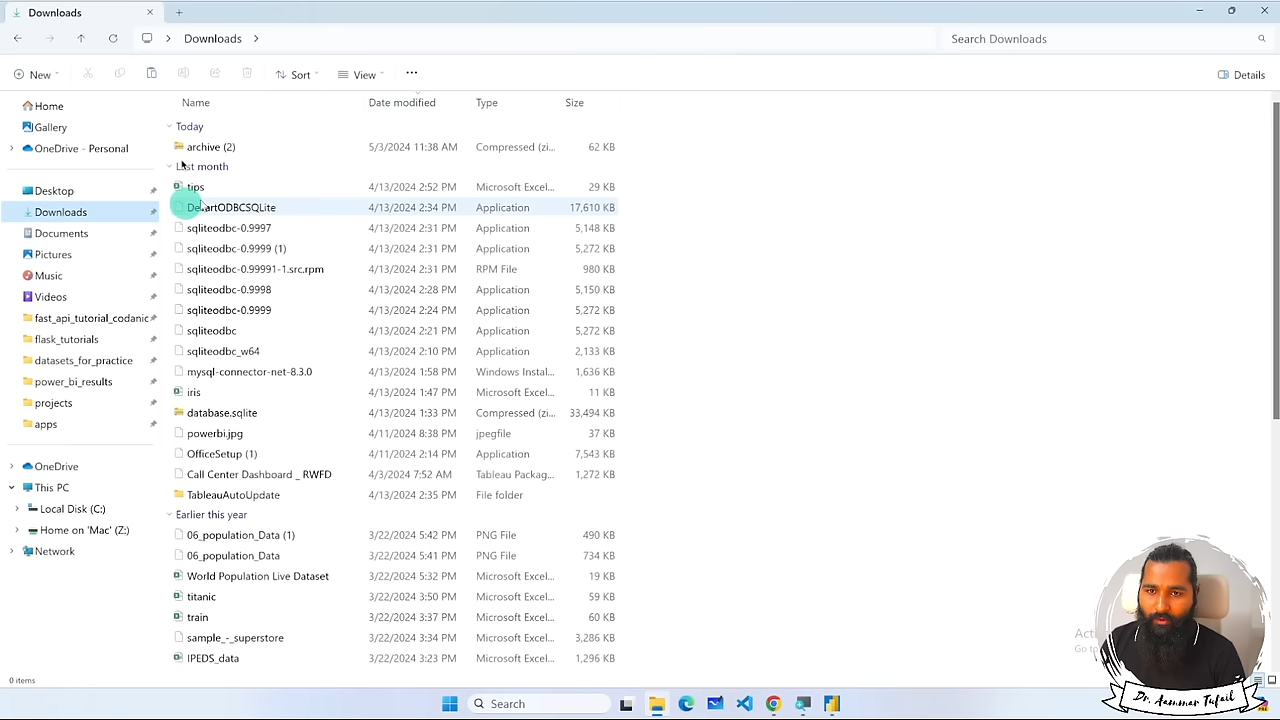 Downloads
Downloads
Search Downloads
New
Sort
View
Details
Name Date modified Type Size
Home
Gallery
OneDrive - Personal
Desktop
Downloads
Documents
Pictures
Music
Videos
fast_api_tutorial_codanic
flask_tutorials
datasets_for_practice
power_bi_results
projects
apps
OneDrive
This PC
Local Disk (C:)
Home on 'Mac' (Z:)
Network
Today
archive (2) 5/3/2024 11:38 AM Compressed (zi... 62 KB
Last month
tips 4/13/2024 2:52 PM Microsoft Excel... 29 KB
DevartODBCSQLite 4/13/2024 2:34 PM Application 17,610 KB
sqliteodbc-0.9997 4/13/2024 2:31 PM Application 5,148 KB
sqliteodbc-0.9999 (1) 4/13/2024 2:31 PM Application 5,272 KB
sqliteodbc-0.99991-1.src.rpm 4/13/2024 2:31 PM RPM File 980 KB
sqliteodbc-0.9998 4/13/2024 2:28 PM Application 5,150 KB
sqliteodbc-0.9999 4/13/2024 2:24 PM Application 5,272 KB
sqliteodbc 4/13/2024 2:21 PM Application 5,272 KB
sqliteodbc_w64 4/13/2024 2:10 PM Application 2,133 KB
mysql-connector-net-8.3.0 4/13/2024 1:58 PM Windows Instal... 1,636 KB
iris 4/13/2024 1:47 PM Microsoft Excel... 11 KB
database.sqlite 4/13/2024 1:33 PM Compressed (zi... 33,494 KB
powerbi.jpg 4/11/2024 8:38 PM jpegfile 37 KB
OfficeSetup (1) 4/11/2024 2:14 PM Application 7,543 KB
Call Center Dashboard _ RWFD 4/3/2024 7:52 AM Tableau Packag... 1,272 KB
TableauAutoUpdate 4/13/2024 2:35 PM File folder
Earlier this year
06_population_Data (1) 3/22/2024 5:42 PM PNG File 490 KB
06_population_Data 3/22/2024 5:41 PM PNG File 734 KB
World Population Live Dataset 3/22/2024 5:32 PM Microsoft Excel... 19 KB
titanic 3/22/2024 3:50 PM Microsoft Excel... 59 KB
train 3/22/2024 3:37 PM Microsoft Excel... 60 KB
sample_-_superstore 3/22/2024 3:34 PM Microsoft Excel... 3,286 KB
IPEDS_data 3/22/2024 3:23 PM Microsoft Excel... 1,296 KB
0 items
Search
Dr. Aammar Tufail